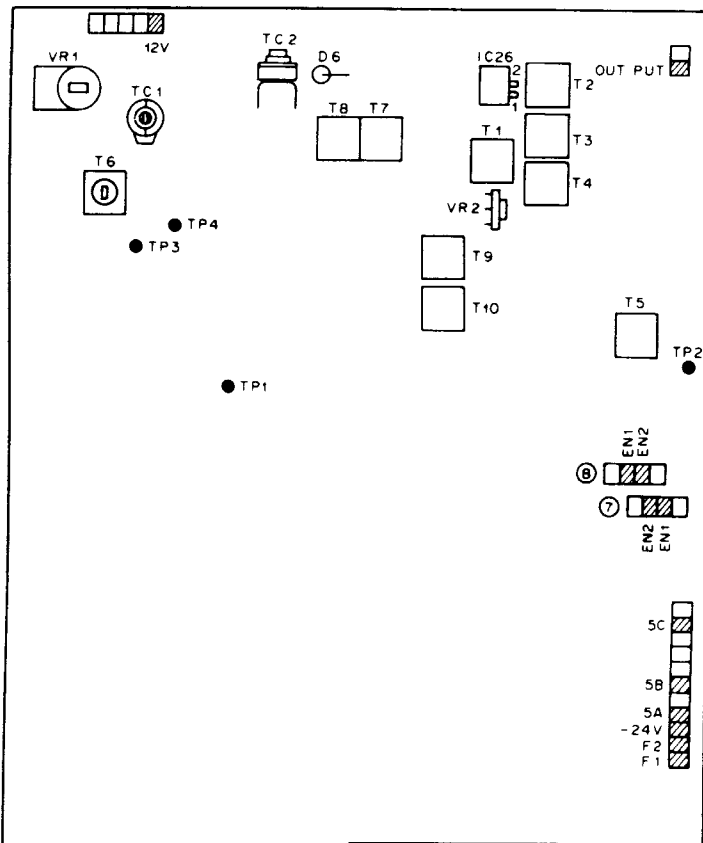 12V
VR1
TC1
TC2
D6
IC26
2
1
OUT PUT
T2
T8
T7
T1
T3
T6
T4
VR2
TP4
TP3
T9
T10
T5
TP2
TP1
EN1
EN2
8
7
EN2
EN1
5C
5B
5A
-24V
F2
F1